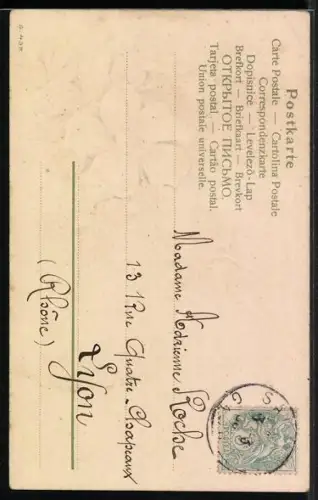 Postkarte
Carte Postale — Cartolina Postale
Correspondenzkarte
Dopisnice — Levelező-Lap
Brefkort — Briefkaart — Brevkort
ОТКРЫТОЕ ПИСЬМО.
Tarjeta postal. — Cartão postal.
Union postale universelle.
Madame Adrienne Roche
13 Rue Quatre-Chapeaux
Lyon
(Rhône)